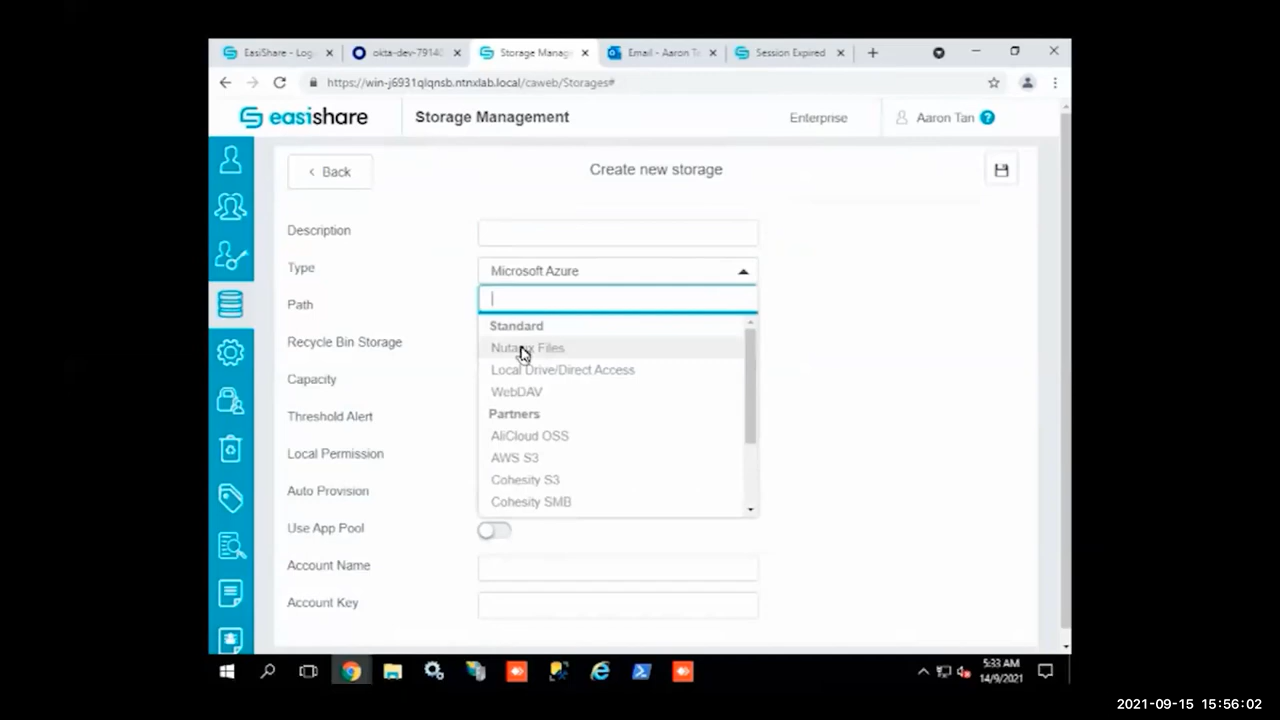 EasiShare - Log
okta-dev-79140
Storage Manag
Email - Aaron Ta
Session Expired
https://win-j6931qlqnsb.ntnxlab.local/caweb/Storages#
easishare
Storage Management
Enterprise
Aaron Tan ?
< Back
Create new storage
Description
Type
Microsoft Azure
Path
Standard
Nutanix Files
Recycle Bin Storage
Local Drive/Direct Access
Capacity
WebDAV
Threshold Alert
Partners
AliCloud OSS
Local Permission
AWS S3
Cohesity S3
Auto Provision
Cohesity SMB
Use App Pool
Account Name
Account Key
5:33 AM
14/9/2021
2021-09-15 15:56:02